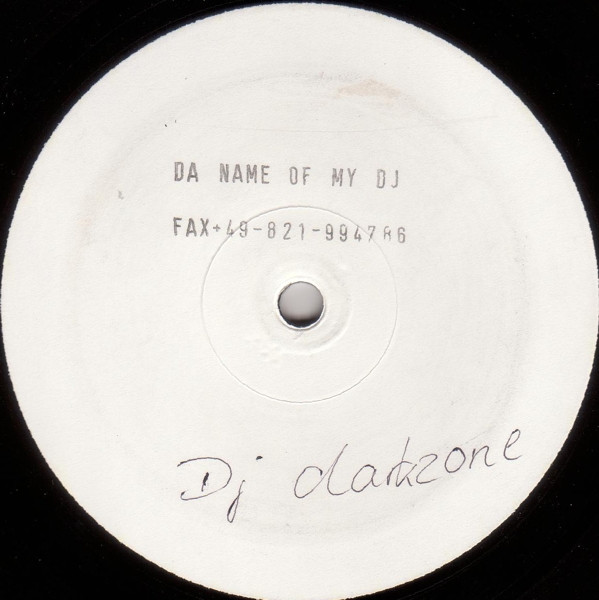 DA NAME OF MY DJ
FAX+49-821-994786
Dj darkzone